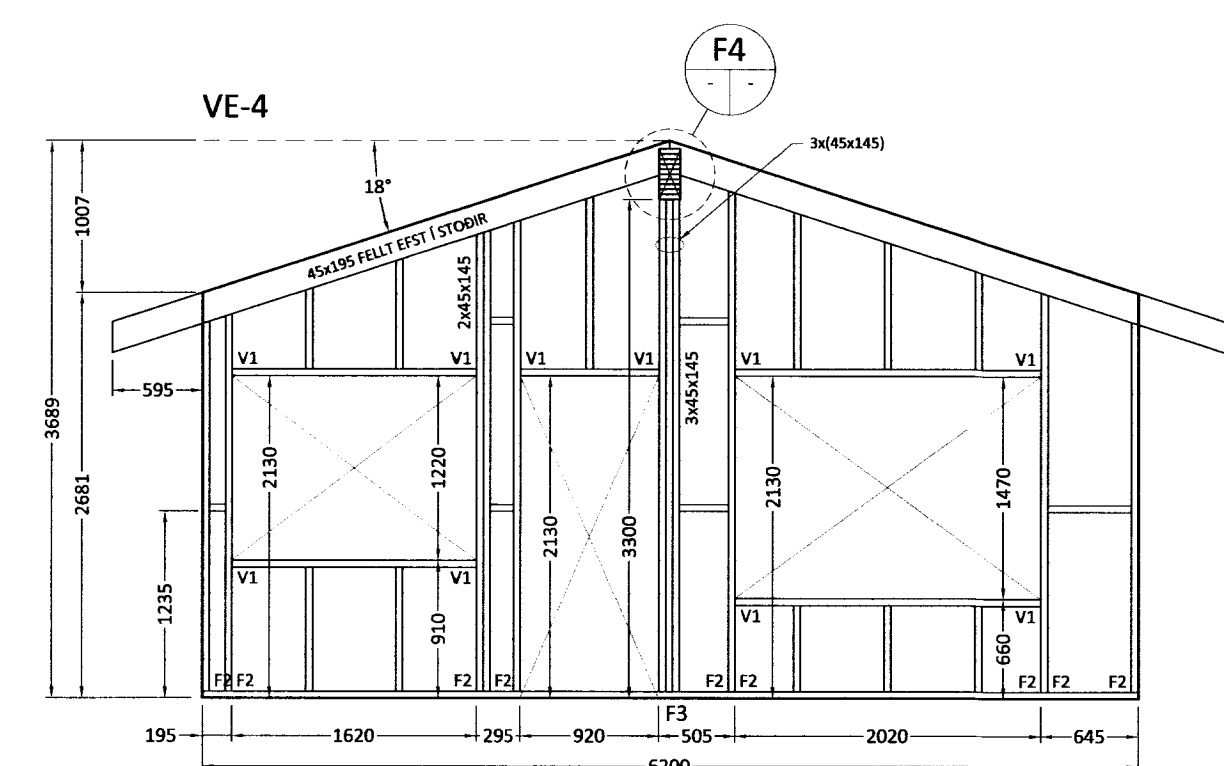 F4
- -
VE-4
3x(45x145)
18°
1007
45x195 FELLT EFST Í STOÐIR
2x45x145
V1 V1 V1 V1 V1 V1
3x45x145
595
3689
2681
2130
1220
2130
3300
2130
1470
1235
V1 V1
910
V1 V1
660
F2 F2 F2 F2 F2 F2 F2 F2 F2
F3
195 1620 295 920 505 2020 645
6200